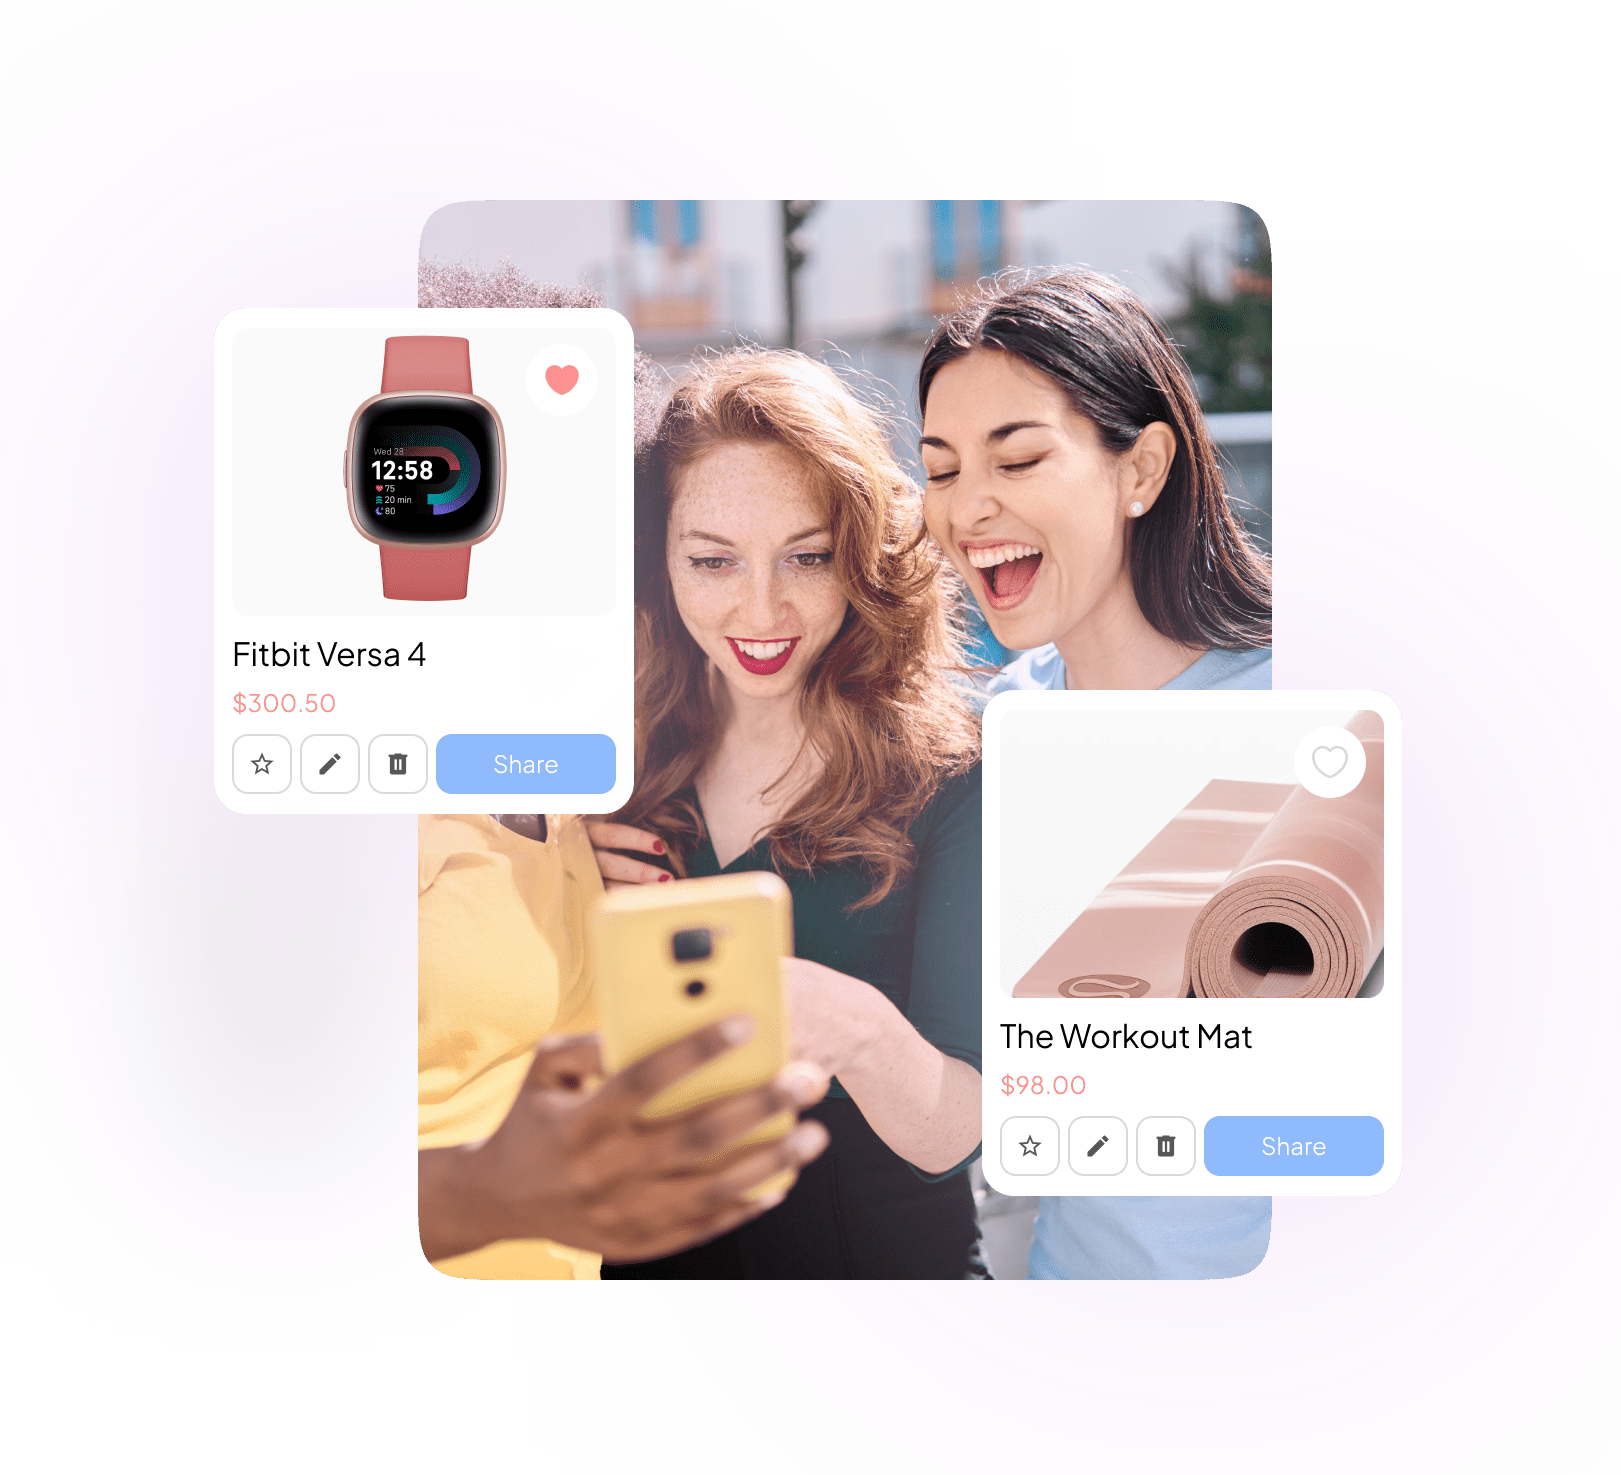 Wed 28
12:58
75
20 min
80
Fitbit Versa 4
$300.50
Share
The Workout Mat
$98.00
Share